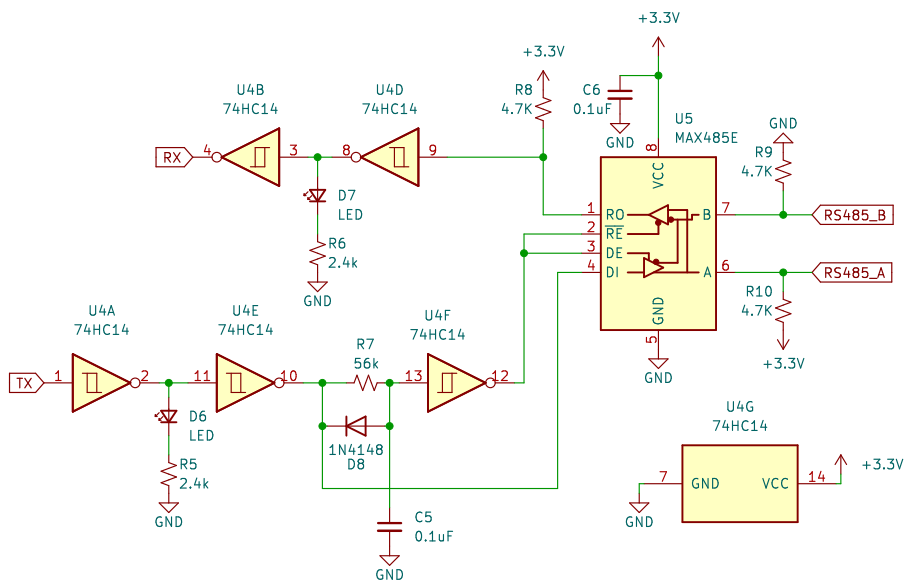 +3.3V
+3.3V
U4B
74HC14
U4D
74HC14
R8
4.7K
C6
0.1uF
GND
U5
MAX485E
GND
R9
4.7K
RX
4
3
8
9
8
VCC
D7
LED
R6
2.4k
GND
1
RO
2
RE
3
DE
4
DI
B
7
RS485_B
A
6
RS485_A
GND
5
GND
R10
4.7K
+3.3V
U4A
74HC14
U4E
74HC14
R7
56k
U4F
74HC14
TX
1
2
11
10
13
12
D6
LED
R5
2.4k
GND
1N4148
D8
C5
0.1uF
GND
U4G
74HC14
7
GND
VCC
14
+3.3V
GND